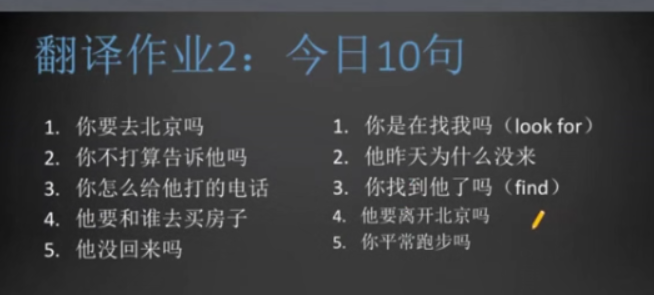 翻译作业2：今日10句
1. 你要去北京吗
2. 你不打算告诉他吗
3. 你怎么给他打的电话
4. 他要和谁去买房子
5. 他没回来吗
1. 你是在找我吗（look for）
2. 他昨天为什么没来
3. 你找到他了吗（find）
4. 他要离开北京吗
5. 你平常跑步吗